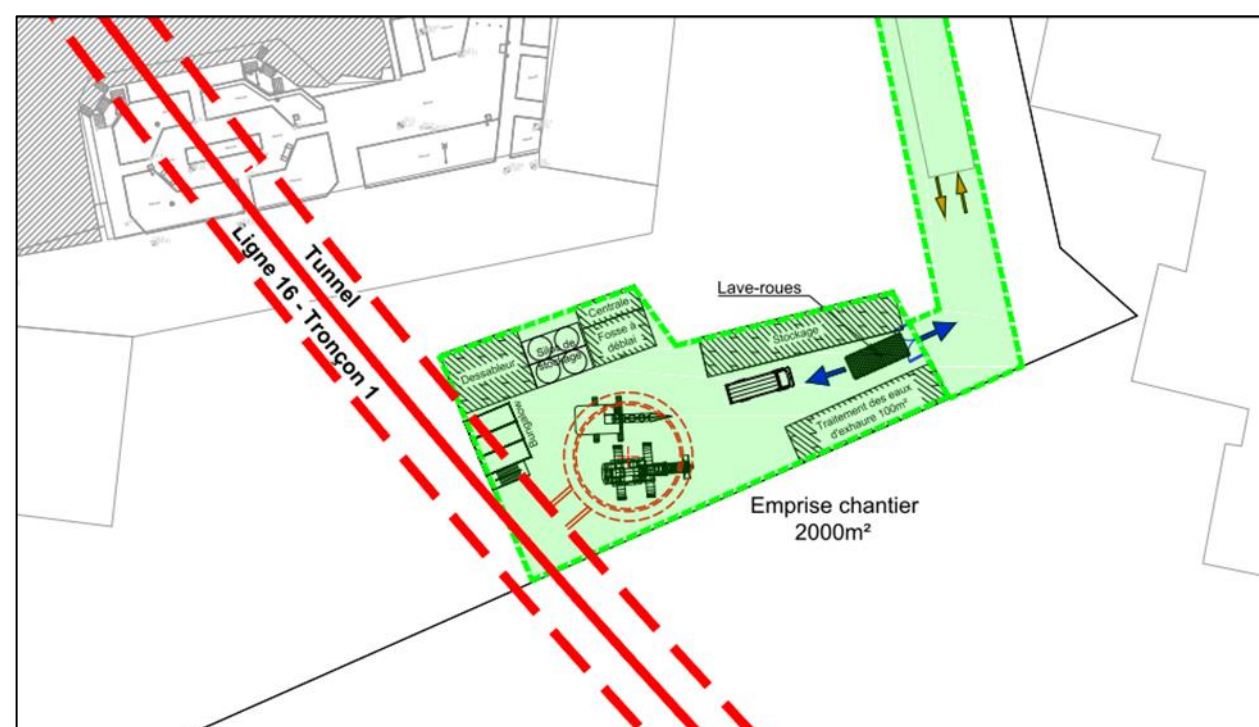 Tunnel
Ligne 16 - Tronçon 1
Lave-roues
Centrale
Fosse à
déblai
Silos de
stockage
Dessableur
Stockage
Bungalow
Traitement des eaux
d'exhaure 100m²
Emprise chantier
2000m²